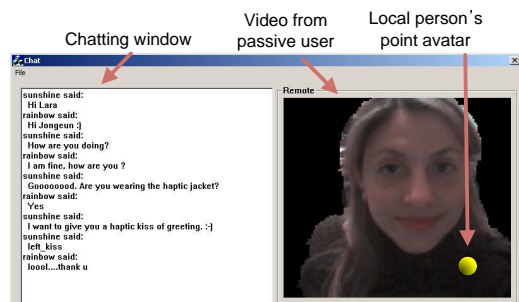 Chatting window
Video from
passive user
Local person's
point avatar
Chat
File
sunshine said:
Hi Lara
rainbow said:
Hi Jongeun :)
sunshine said:
How are you doing?
rainbow said:
I am fine, how are you ?
sunshine said:
Goooooood. Are you wearing the haptic jacket?
rainbow said:
Yes
sunshine said:
I want to give you a haptic kiss of greeting. :-)
sunshine said:
left_kiss
rainbow said:
loool....thank u
Remote